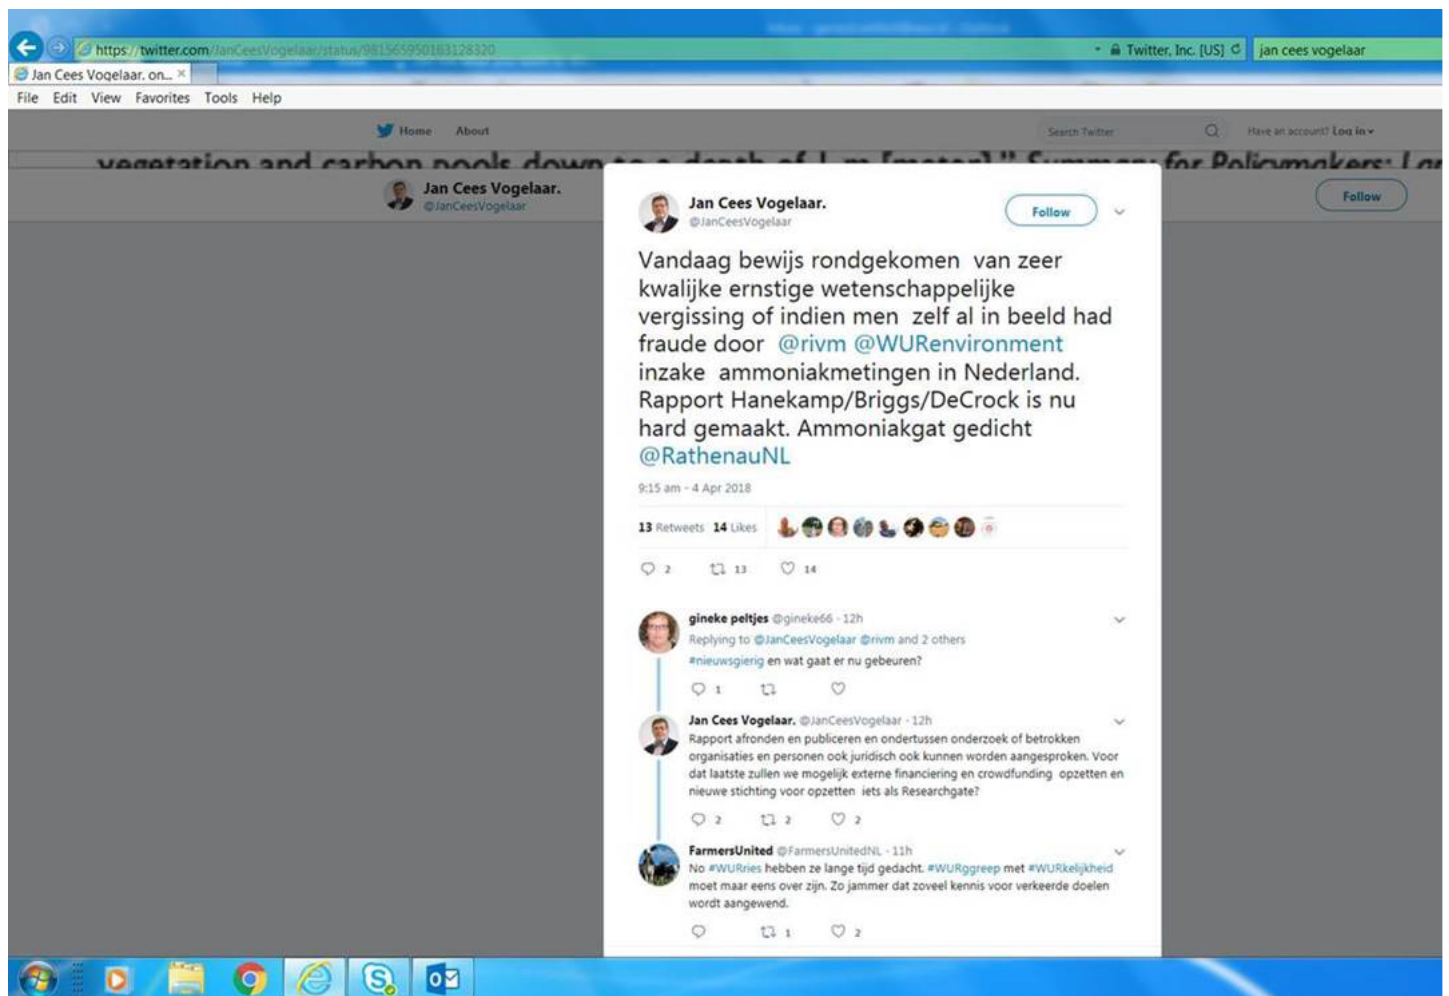 https://twitter.com/JanCeesVogelaar/status/981565950163128320
Twitter, Inc. [US]
jan cees vogelaar
Jan Cees Vogelaar. on...
File Edit View Favorites Tools Help
Home About
Search Twitter
Have an account? Log in
vegetation and carbon pools down to a depth of 1 m [meter]." Summary for Policymakers: Lan
Jan Cees Vogelaar.
@JanCeesVogelaar
Follow
Jan Cees Vogelaar.
@JanCeesVogelaar
Follow
Vandaag bewijs rondgekomen van zeer
kwalijke ernstige wetenschappelijke
vergissing of indien men zelf al in beeld had
fraude door @rivm @WURenvironment
inzake ammoniakmetingen in Nederland.
Rapport Hanekamp/Briggs/DeCrock is nu
hard gemaakt. Ammoniakgat gedicht
@RathenauNL
9:15 am - 4 Apr 2018
13 Retweets 14 Likes
2 13 14
gineke peltjes @gineke66 · 12h
Replying to @JanCeesVogelaar @rivm and 2 others
#nieuwsgierig en wat gaat er nu gebeuren?
1
Jan Cees Vogelaar. @JanCeesVogelaar · 12h
Rapport afronden en publiceren en ondertussen onderzoek of betrokken
organisaties en personen ook juridisch ook kunnen worden aangesproken. Voor
dat laatste zullen we mogelijk externe financiering en crowdfunding opzetten en
nieuwe stichting voor opzetten iets als Researchgate?
2 2 2
FarmersUnited @FarmersUnitedNL · 11h
No #WURries hebben ze lange tijd gedacht. #WURggreep met #WURkelijkheid
moet maar eens over zijn. Zo jammer dat zoveel kennis voor verkeerde doelen
wordt aangewend.
1 2